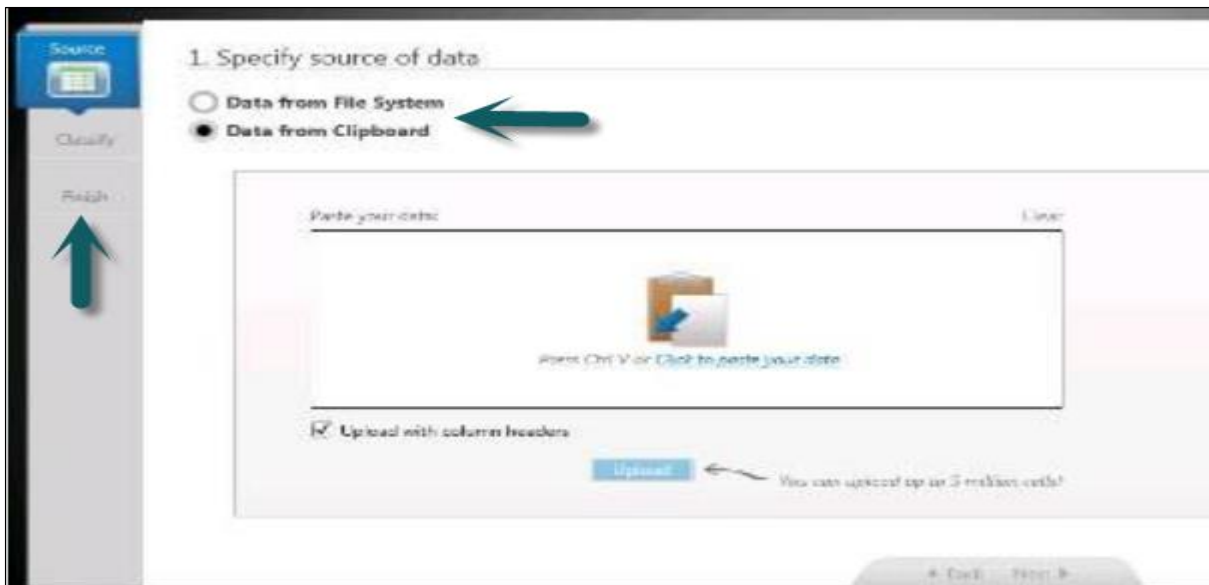 Source
Classify
Finish
1. Specify source of data
Data from File System
Data from Clipboard
Paste your data:
Clear
Press Ctrl V or Click to paste your data
Upload with column headers
Upload
You can upload up to 5 million cells!
Back Next